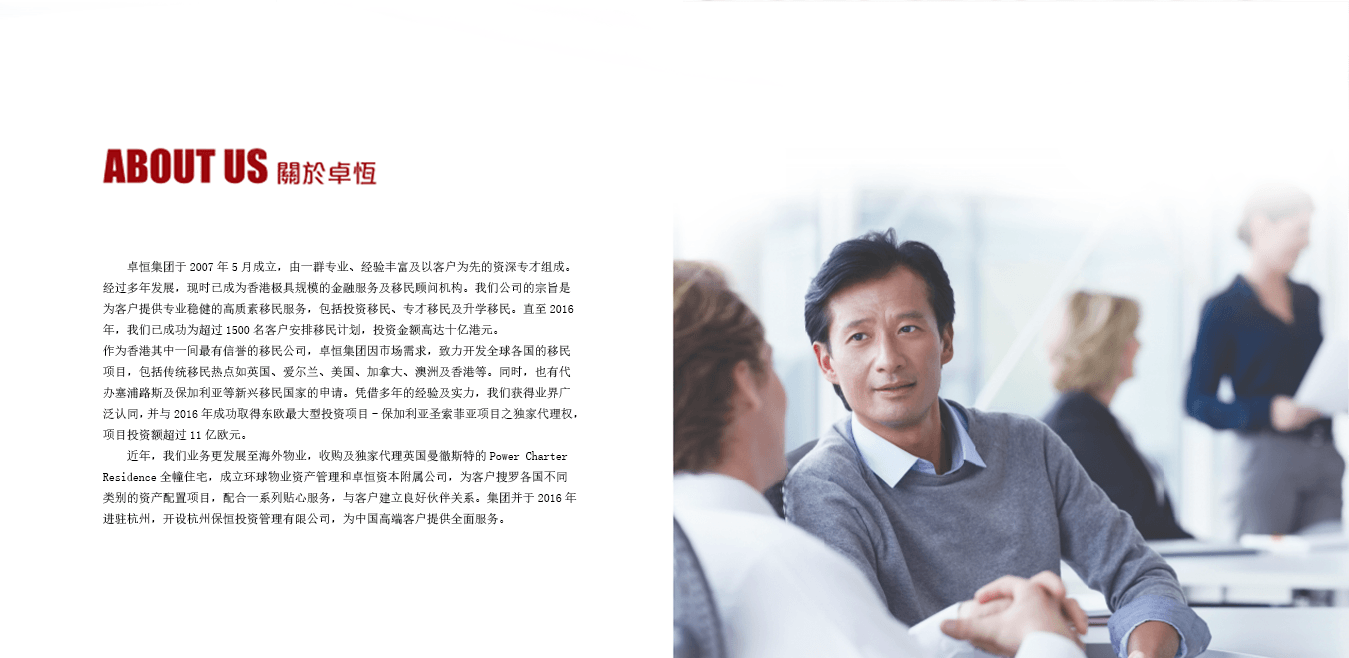 ABOUT US 關於卓恆
卓恒集团于 2007 年 5 月成立，由一群专业、经验丰富及以客户为先的资深专才组成。
经过多年发展，现时已成为香港极具规模的金融服务及移民顾问机构。我们公司的宗旨是
为客户提供专业稳健的高质素移民服务，包括投资移民、专才移民及升学移民。直至 2016
年，我们已成功为超过 1500 名客户安排移民计划，投资金额高达十亿港元。
作为香港其中一间最有信誉的移民公司，卓恒集团因市场需求，致力开发全球各国的移民
项目，包括传统移民热点如英国、爱尔兰、美国、加拿大、澳洲及香港等。同时，也有代
办塞浦路斯及保加利亚等新兴移民国家的申请。凭借多年的经验及实力，我们获得业界广
泛认同，并与 2016 年成功取得东欧最大型投资项目－保加利亚圣索菲亚项目之独家代理权，
项目投资额超过 11 亿欧元。
近年，我们业务更发展至海外物业，收购及独家代理英国曼徹斯特的 Power Charter
Residence 全幢住宅，成立环球物业资产管理和卓恒资本附属公司，为客户搜罗各国不同
类别的资产配置项目，配合一系列贴心服务，与客户建立良好伙伴关系。集团并于 2016 年
进驻杭州，开设杭州保恒投资管理有限公司，为中国高端客户提供全面服务。